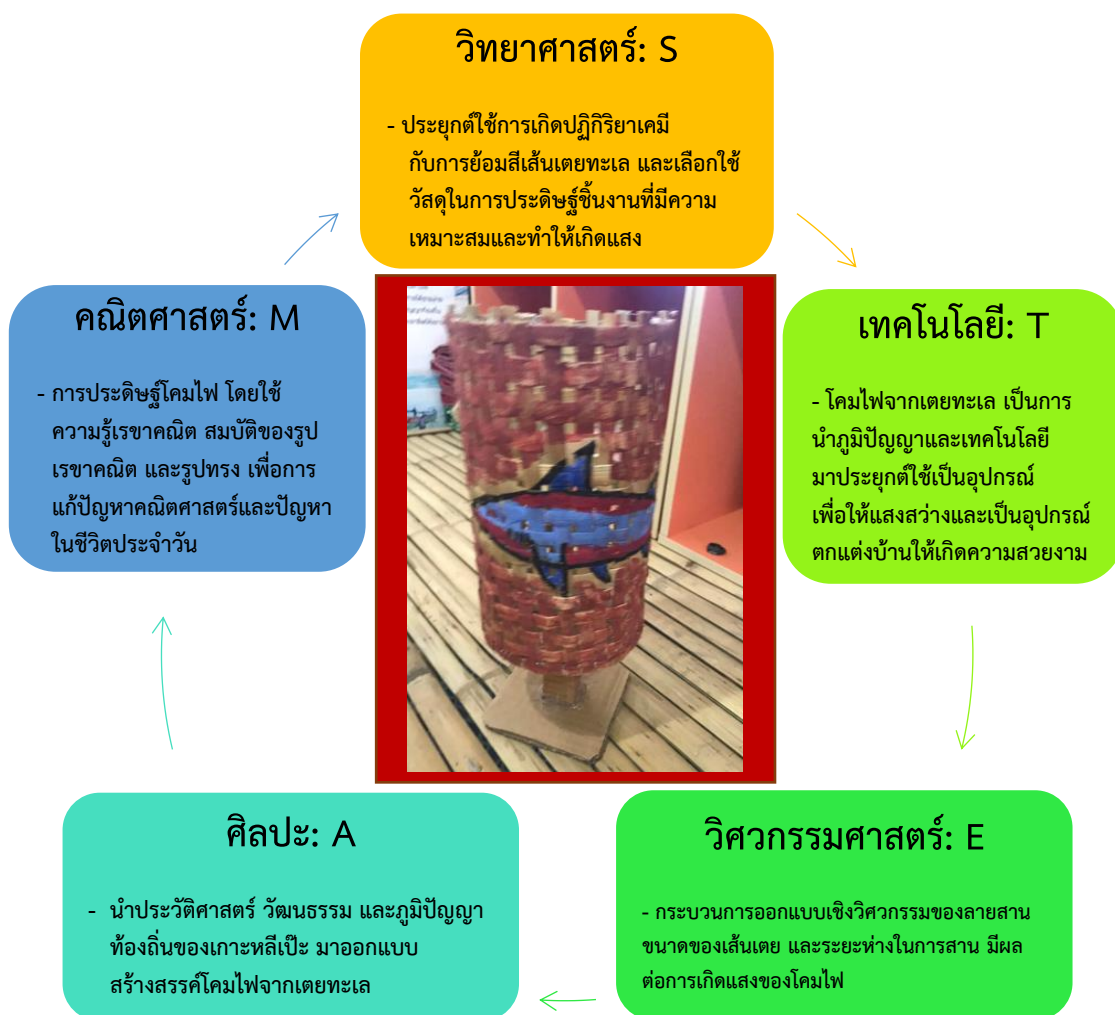 วิทยาศาสตร์: S
- ประยุกต์ใช้การเกิดปฏิกิริยาเคมี
กับการย้อมสีเส้นเตยทะเล และเลือกใช้
วัสดุในการประดิษฐ์ชิ้นงานที่มีความ
เหมาะสมและทำให้เกิดแสง
เทคโนโลยี: T
- โคมไฟจากเตยทะเล เป็นการ
นำภูมิปัญญาและเทคโนโลยี
มาประยุกต์ใช้เป็นอุปกรณ์
เพื่อให้แสงสว่างและเป็นอุปกรณ์
ตกแต่งบ้านให้เกิดความสวยงาม
วิศวกรรมศาสตร์: E
- กระบวนการออกแบบเชิงวิศวกรรมของลายสาน
ขนาดของเส้นเตย และระยะห่างในการสาน มีผล
ต่อการเกิดแสงของโคมไฟ
ศิลปะ: A
- นำประวัติศาสตร์ วัฒนธรรม และภูมิปัญญา
ท้องถิ่นของเกาะหลีเป๊ะ มาออกแบบ
สร้างสรรค์โคมไฟจากเตยทะเล
คณิตศาสตร์: M
- การประดิษฐ์โคมไฟ โดยใช้
ความรู้เรขาคณิต สมบัติของรูป
เรขาคณิต และรูปทรง เพื่อการ
แก้ปัญหาคณิตศาสตร์และปัญหา
ในชีวิตประจำวัน